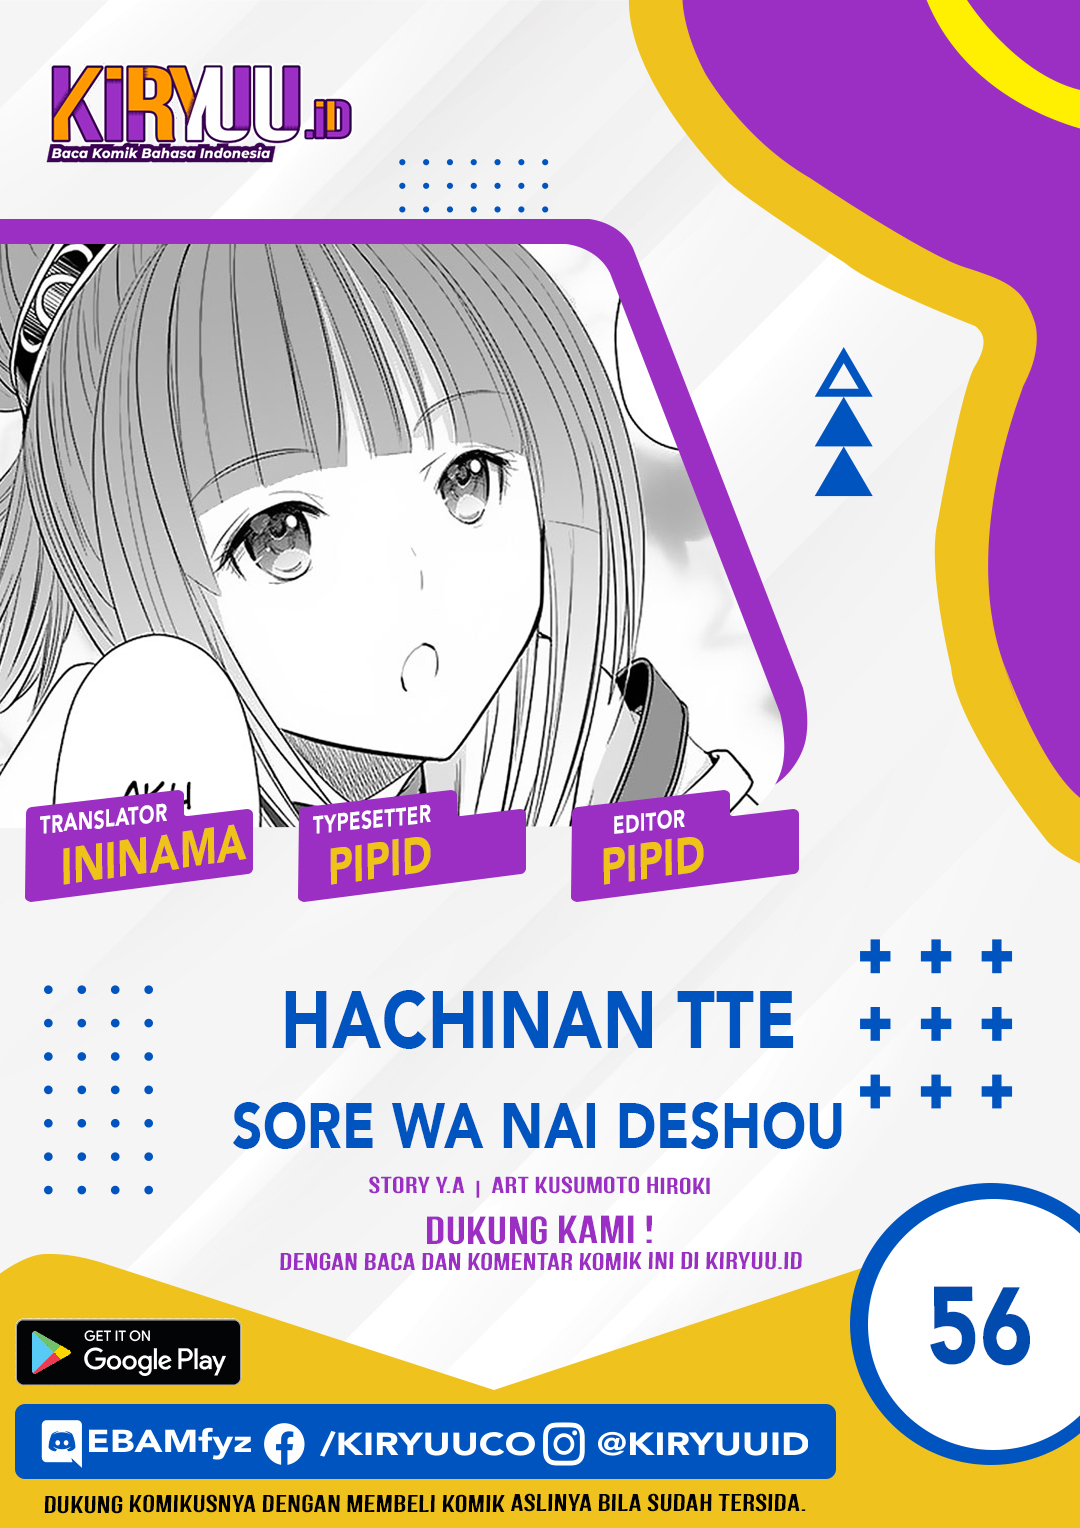 KIRYUU.ID
Baca Komik Bahasa Indonesia
AKH
TRANSLATOR
ININAMA
TYPESETTER
PIPID
EDITOR
PIPID
HACHINAN TTE
SORE WA NAI DESHOU
STORY Y.A | ART KUSUMOTO HIROKI
DUKUNG KAMI !
DENGAN BACA DAN KOMENTAR KOMIK INI DI KIRYUU.ID
56
GET IT ON
Google Play
EBAMfyz /KIRYUUCO @KIRYUUID
DUKUNG KOMIKUSNYA DENGAN MEMBELI KOMIK ASLINYA BILA SUDAH TERSIDA.